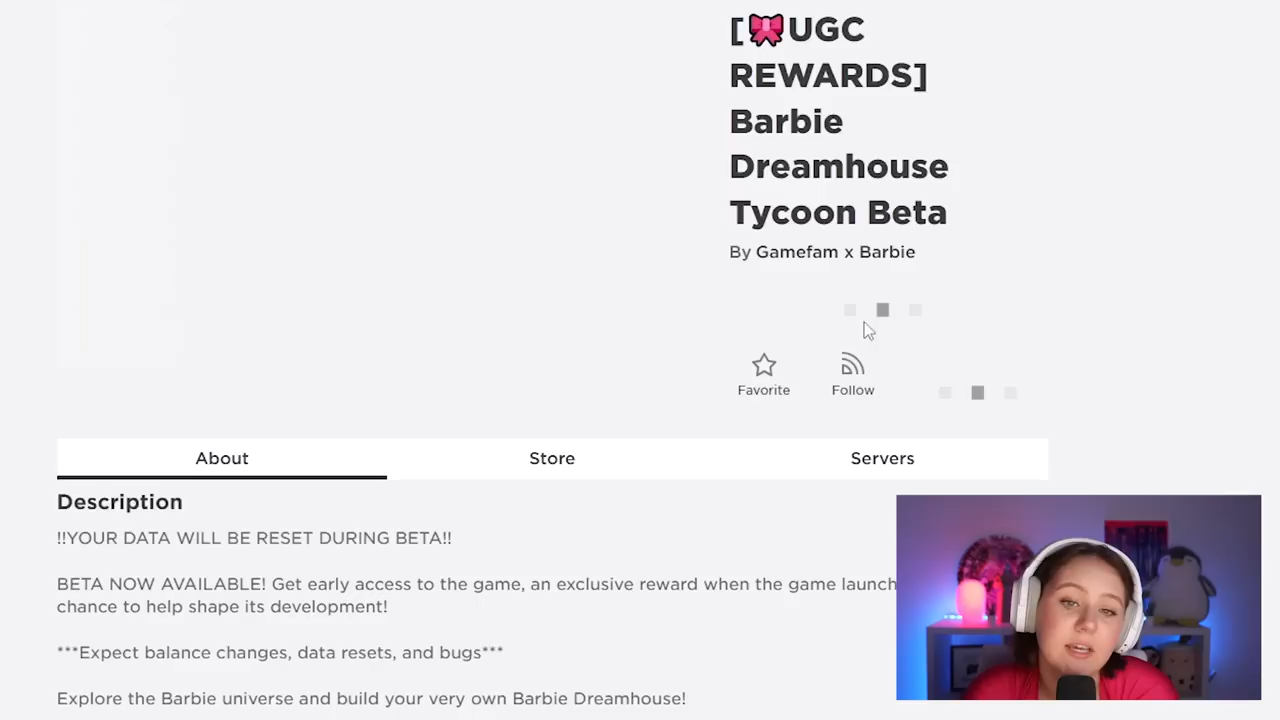 [🎀UGC
REWARDS]
Barbie
Dreamhouse
Tycoon Beta
By Gamefam x Barbie
Favorite
Follow
About
Store
Servers
Description
!!YOUR DATA WILL BE RESET DURING BETA!!
BETA NOW AVAILABLE! Get early access to the game, an exclusive reward when the game launch
chance to help shape its development!
***Expect balance changes, data resets, and bugs***
Explore the Barbie universe and build your very own Barbie Dreamhouse!